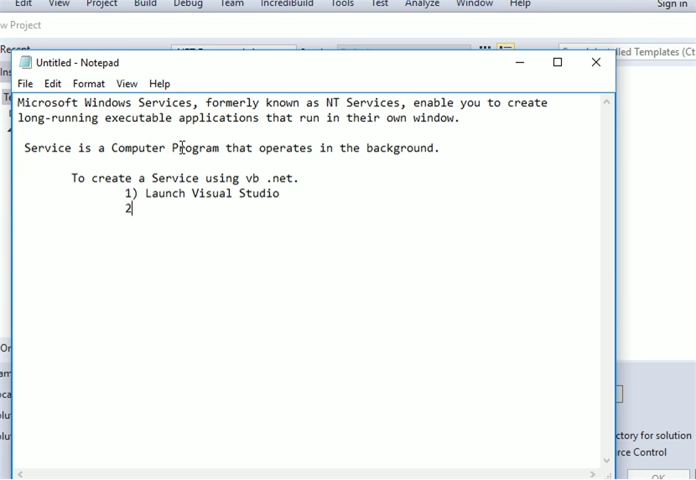 Edit View Project Build Debug Team IncrediBuild Tools Test Analyze Window Help Sign in
w Project
Untitled - Notepad
File Edit Format View Help
Microsoft Windows Services, formerly known as NT Services, enable you to create
long-running executable applications that run in their own window.
Service is a Computer Program that operates in the background.
To create a Service using vb .net.
1) Launch Visual Studio
2
ctory for solution
rce Control
OK